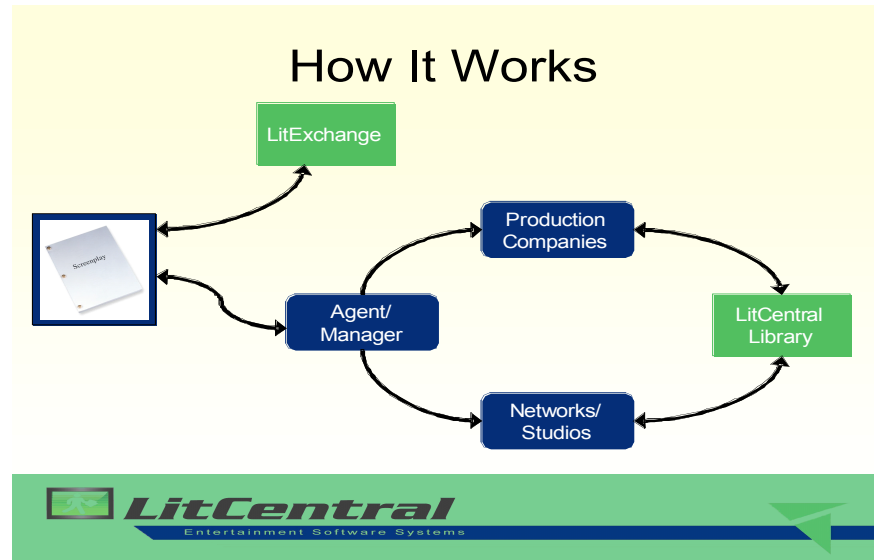 How It Works
LitExchange
Screenplay
Production
Companies
Agent/
Manager
LitCentral
Library
Networks/
Studios
LitCentral
Entertainment Software Systems